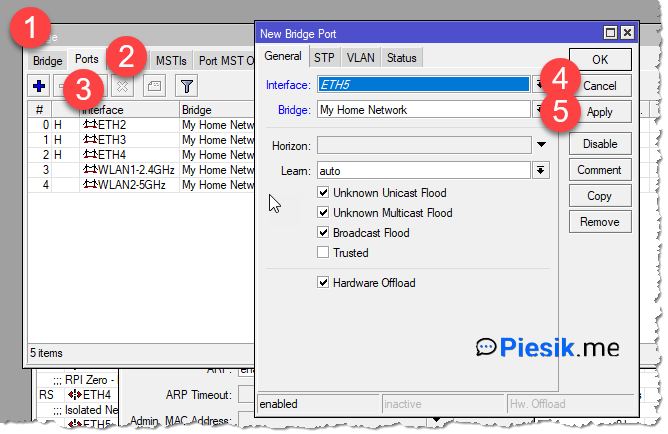 1
Bridge Ports 2 MSTIs Port MST O
3
# Interface Bridge
0 H ETH2 My Home Netw
1 H ETH3 My Home Netw
2 H ETH4 My Home Netw
3 WLAN1-2.4GHz My Home Netw
4 WLAN2-5GHz My Home Netw
5 items
New Bridge Port
General STP VLAN Status
Interface: ETH5 4
Bridge: My Home Network 5
Horizon:
Learn: auto
Unknown Unicast Flood
Unknown Multicast Flood
Broadcast Flood
Trusted
Hardware Offload
OK
Cancel
Apply
Disable
Comment
Copy
Remove
Piesik.me
enabled inactive Hw. Offload
;;; RPI Zero -
RS ETH4
;;; Isolated Ne
ETH5
ARP:
ARP Timeout:
Admin. MAC Address: